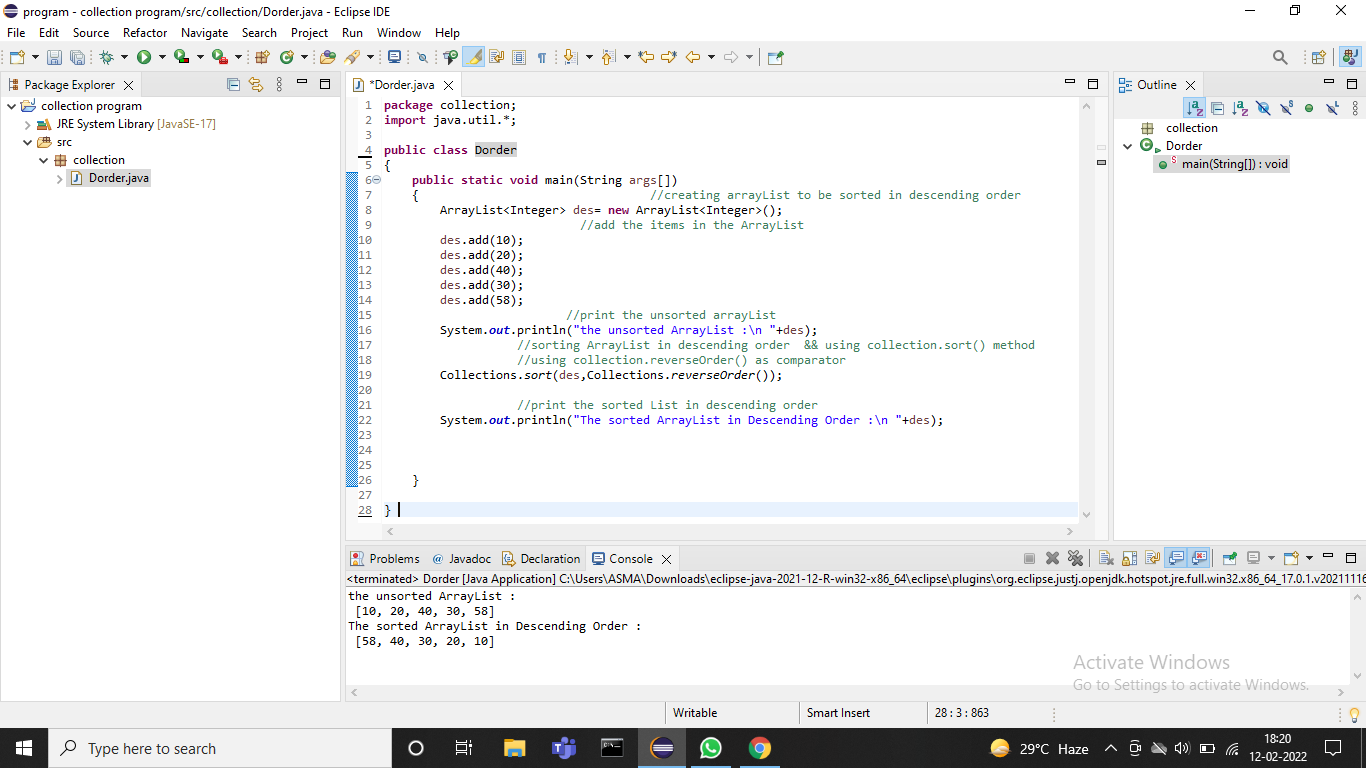 program - collection program/src/collection/Dorder.java - Eclipse IDE
File Edit Source Refactor Navigate Search Project Run Window Help
Package Explorer
collection program
JRE System Library [JavaSE-17]
src
collection
Dorder.java
*Dorder.java
1 package collection;
2 import java.util.*;
3
4 public class Dorder
5 {
6 public static void main(String args[])
7 { //creating arrayList to be sorted in descending order
8 ArrayList<Integer> des= new ArrayList<Integer>();
9 //add the items in the ArrayList
10 des.add(10);
11 des.add(20);
12 des.add(40);
13 des.add(30);
14 des.add(58);
15 //print the unsorted arrayList
16 System.out.println("the unsorted ArrayList :\n "+des);
17 //sorting ArrayList in descending order && using collection.sort() method
18 //using collection.reverseOrder() as comparator
19 Collections.sort(des,Collections.reverseOrder());
20
21 //print the sorted List in descending order
22 System.out.println("The sorted ArrayList in Descending Order :\n "+des);
23
24
25
26 }
27
28 }
Outline
collection
Dorder
main(String[]) : void
Problems @ Javadoc Declaration Console
<terminated> Dorder [Java Application] C:\Users\ASMA\Downloads\eclipse-java-2021-12-R-win32-x86_64\eclipse\plugins\org.eclipse.justj.openjdk.hotspot.jre.full.win32.x86_64_17.0.1.v20211116
the unsorted ArrayList :
[10, 20, 40, 30, 58]
The sorted ArrayList in Descending Order :
[58, 40, 30, 20, 10]
Activate Windows
Go to Settings to activate Windows.
Writable Smart Insert 28 : 3 : 863
Type here to search
29°C Haze
18:20
12-02-2022